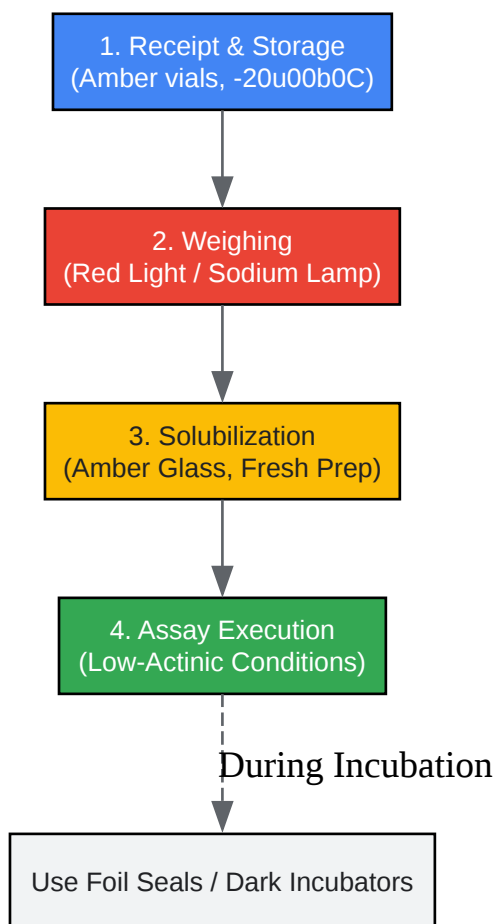 1. Receipt & Storage
(Amber vials, -20u00b0C)
2. Weighing
(Red Light / Sodium Lamp)
3. Solubilization
(Amber Glass, Fresh Prep)
4. Assay Execution
(Low-Actinic Conditions)
During Incubation
Use Foil Seals / Dark Incubators